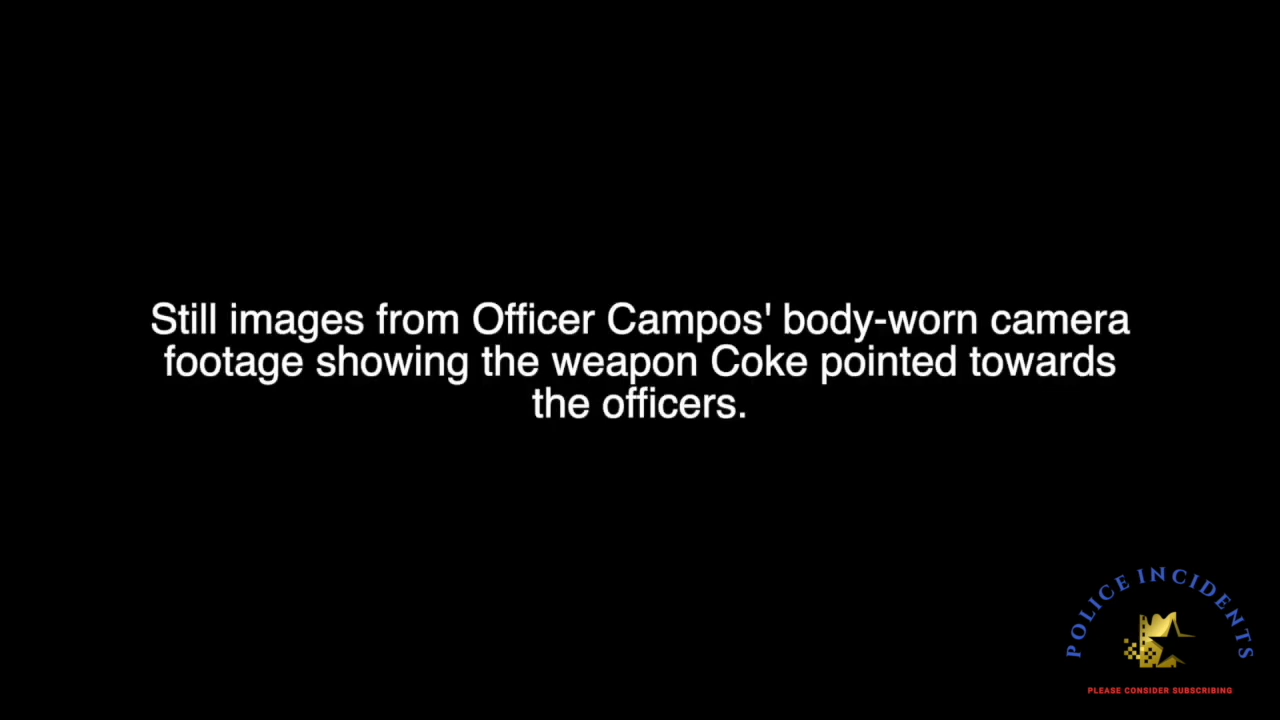 Still images from Officer Campos' body-worn camera
footage showing the weapon Coke pointed towards
the officers.
POLICE INCIDENTS
PLEASE CONSIDER SUBSCRIBING